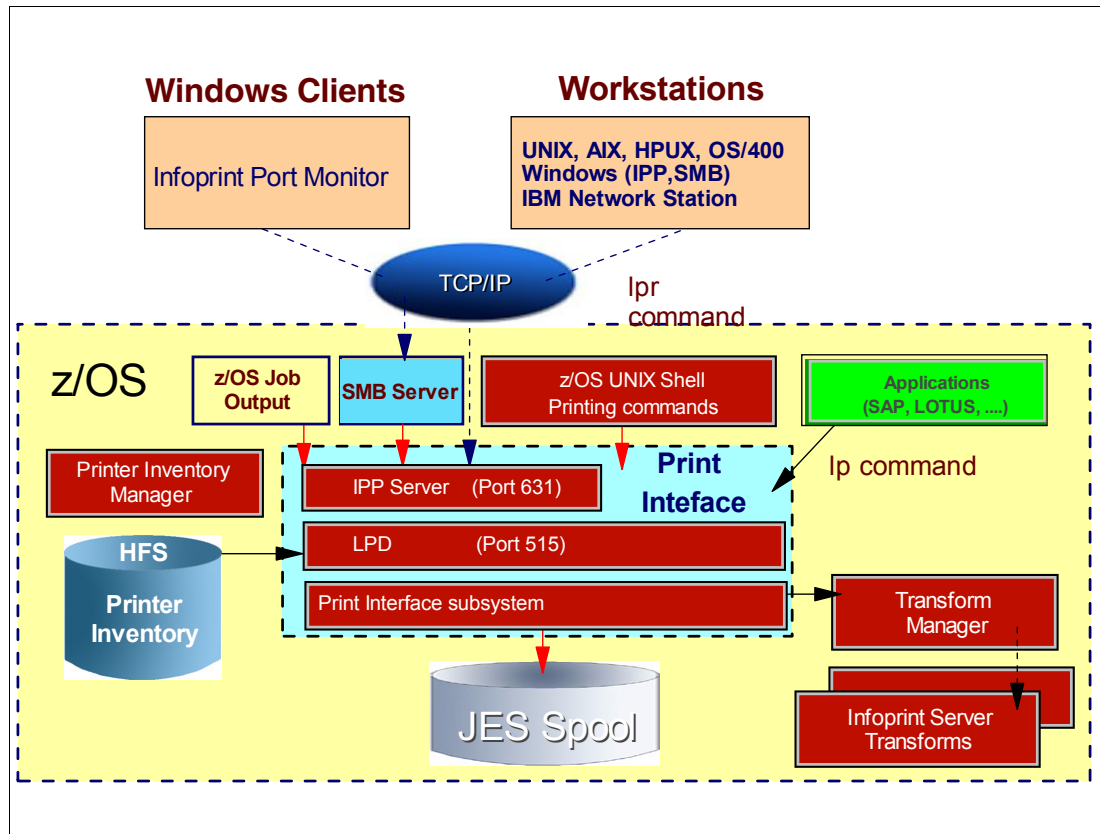 Windows Clients
Workstations
Infoprint Port Monitor
UNIX, AIX, HPUX, OS/400
Windows (IPP,SMB)
IBM Network Station
TCP/IP
lpr
command
z/OS
z/OS Job
Output
SMB Server
z/OS UNIX Shell
Printing commands
Applications
(SAP, LOTUS, ....)
Printer Inventory
Manager
Print
Inteface
lp command
IPP Server (Port 631)
HFS
Printer
Inventory
LPD (Port 515)
Print Interface subsystem
Transform
Manager
JES Spool
Infoprint Server
Transforms